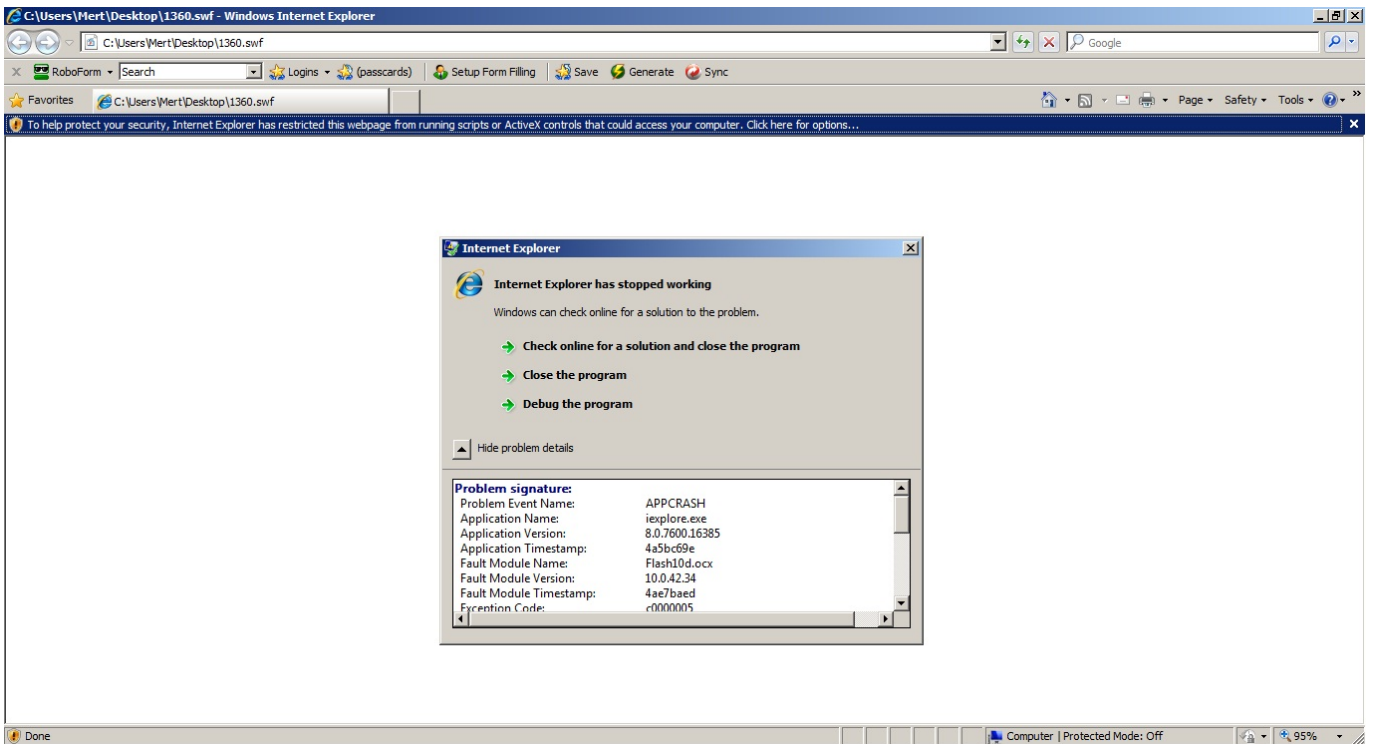 C:\Users\Mert\Desktop\1360.swf - Windows Internet Explorer
C:\Users\Mert\Desktop\1360.swf Google
RoboForm Search Logins (passcards) Setup Form Filling Save Generate Sync
Favorites C:\Users\Mert\Desktop\1360.swf Page Safety Tools
To help protect your security, Internet Explorer has restricted this webpage from running scripts or ActiveX controls that could access your computer. Click here for options...
Internet Explorer
Internet Explorer has stopped working
Windows can check online for a solution to the problem.
Check online for a solution and close the program
Close the program
Debug the program
Hide problem details
Problem signature:
Problem Event Name: APPCRASH
Application Name: iexplore.exe
Application Version: 8.0.7600.16385
Application Timestamp: 4a5bc69e
Fault Module Name: Flash10d.ocx
Fault Module Version: 10.0.42.34
Fault Module Timestamp: 4ae7baed
Exception Code: c0000005
Done Computer | Protected Mode: Off 95%